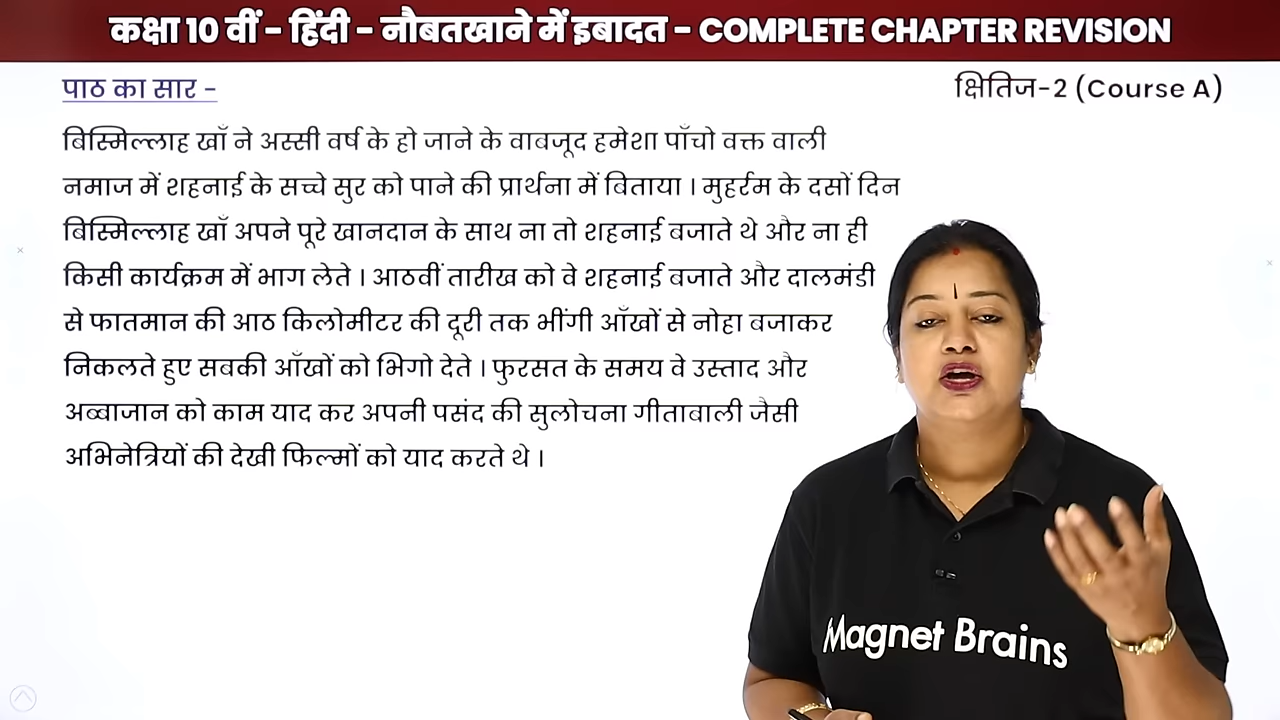 कक्षा 10 वीं - हिंदी - नौबतखाने में इबादत - COMPLETE CHAPTER REVISION
पाठ का सार -
क्षितिज-2 (Course A)
बिस्मिल्लाह खाँ ने अस्सी वर्ष के हो जाने के वाबजूद हमेशा पाँचो वक्त वाली
नमाज में शहनाई के सच्चे सुर को पाने की प्रार्थना में बिताया । मुहर्रम के दसों दिन
बिस्मिल्लाह खाँ अपने पूरे खानदान के साथ ना तो शहनाई बजाते थे और ना ही
किसी कार्यक्रम में भाग लेते । आठवीं तारीख को वे शहनाई बजाते और दालमंडी
से फातमान की आठ किलोमीटर की दूरी तक भींगी आँखों से नोहा बजाकर
निकलते हुए सबकी आँखों को भिगो देते । फुरसत के समय वे उस्ताद और
अब्बाजान को काम याद कर अपनी पसंद की सुलोचना गीताबाली जैसी
अभिनेत्रियों की देखी फिल्मों को याद करते थे ।
Magnet Brains